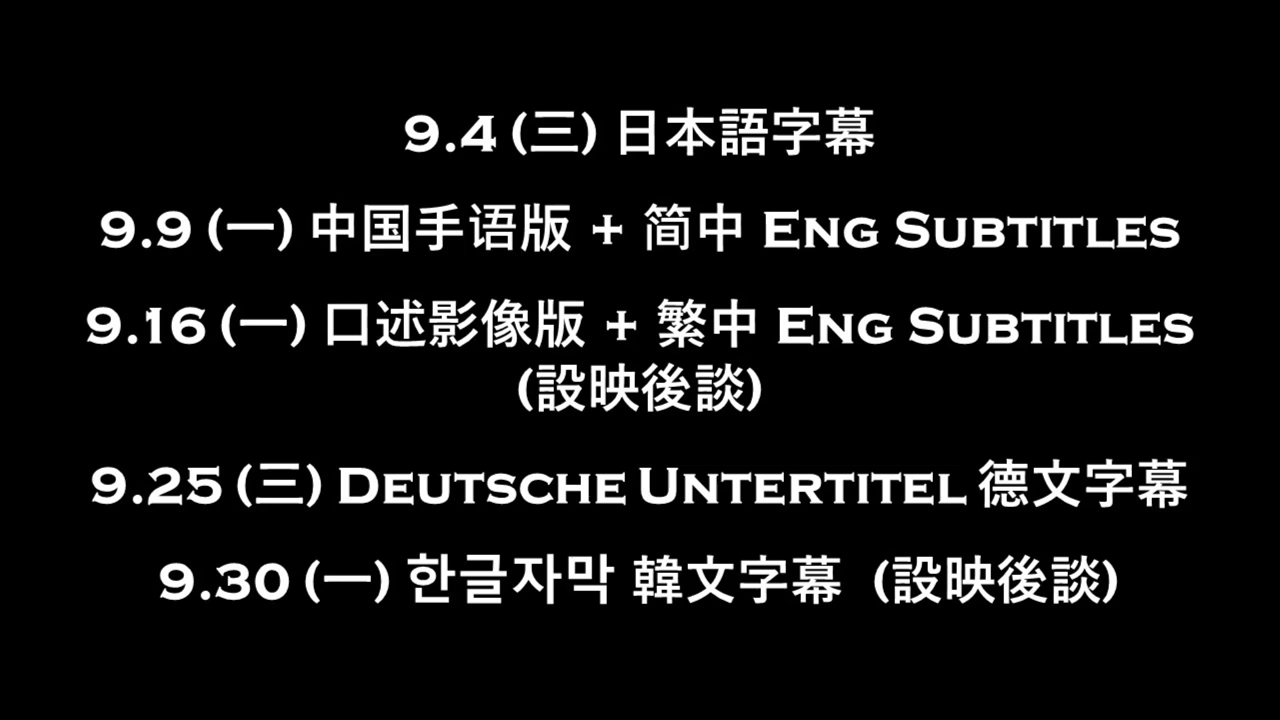 9.4 (三) 日本語字幕
9.9 (一) 中国手语版 + 简中 Eng Subtitles
9.16 (一) 口述影像版 + 繁中 Eng Subtitles
(設映後談)
9.25 (三) Deutsche Untertitel 德文字幕
9.30 (一) 한글자막 韓文字幕 (設映後談)